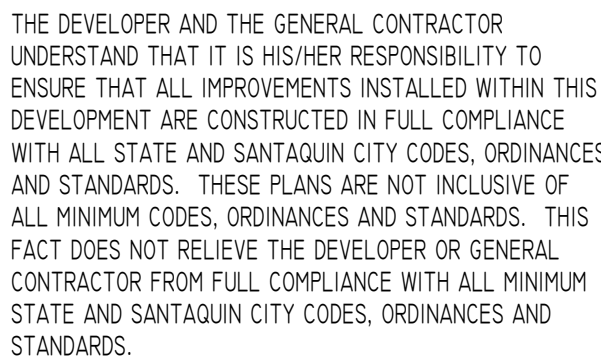 THE DEVELOPER AND THE GENERAL CONTRACTOR
UNDERSTAND THAT IT IS HIS/HER RESPONSIBILITY TO
ENSURE THAT ALL IMPROVEMENTS INSTALLED WITHIN THIS
DEVELOPMENT ARE CONSTRUCTED IN FULL COMPLIANCE
WITH ALL STATE AND SANTAQUIN CITY CODES, ORDINANCES
AND STANDARDS.  THESE PLANS ARE NOT INCLUSIVE OF
ALL MINIMUM CODES, ORDINANCES AND STANDARDS.  THIS
FACT DOES NOT RELIEVE THE DEVELOPER OR GENERAL
CONTRACTOR FROM FULL COMPLIANCE WITH ALL MINIMUM
STATE AND SANTAQUIN CITY CODES, ORDINANCES AND
STANDARDS.